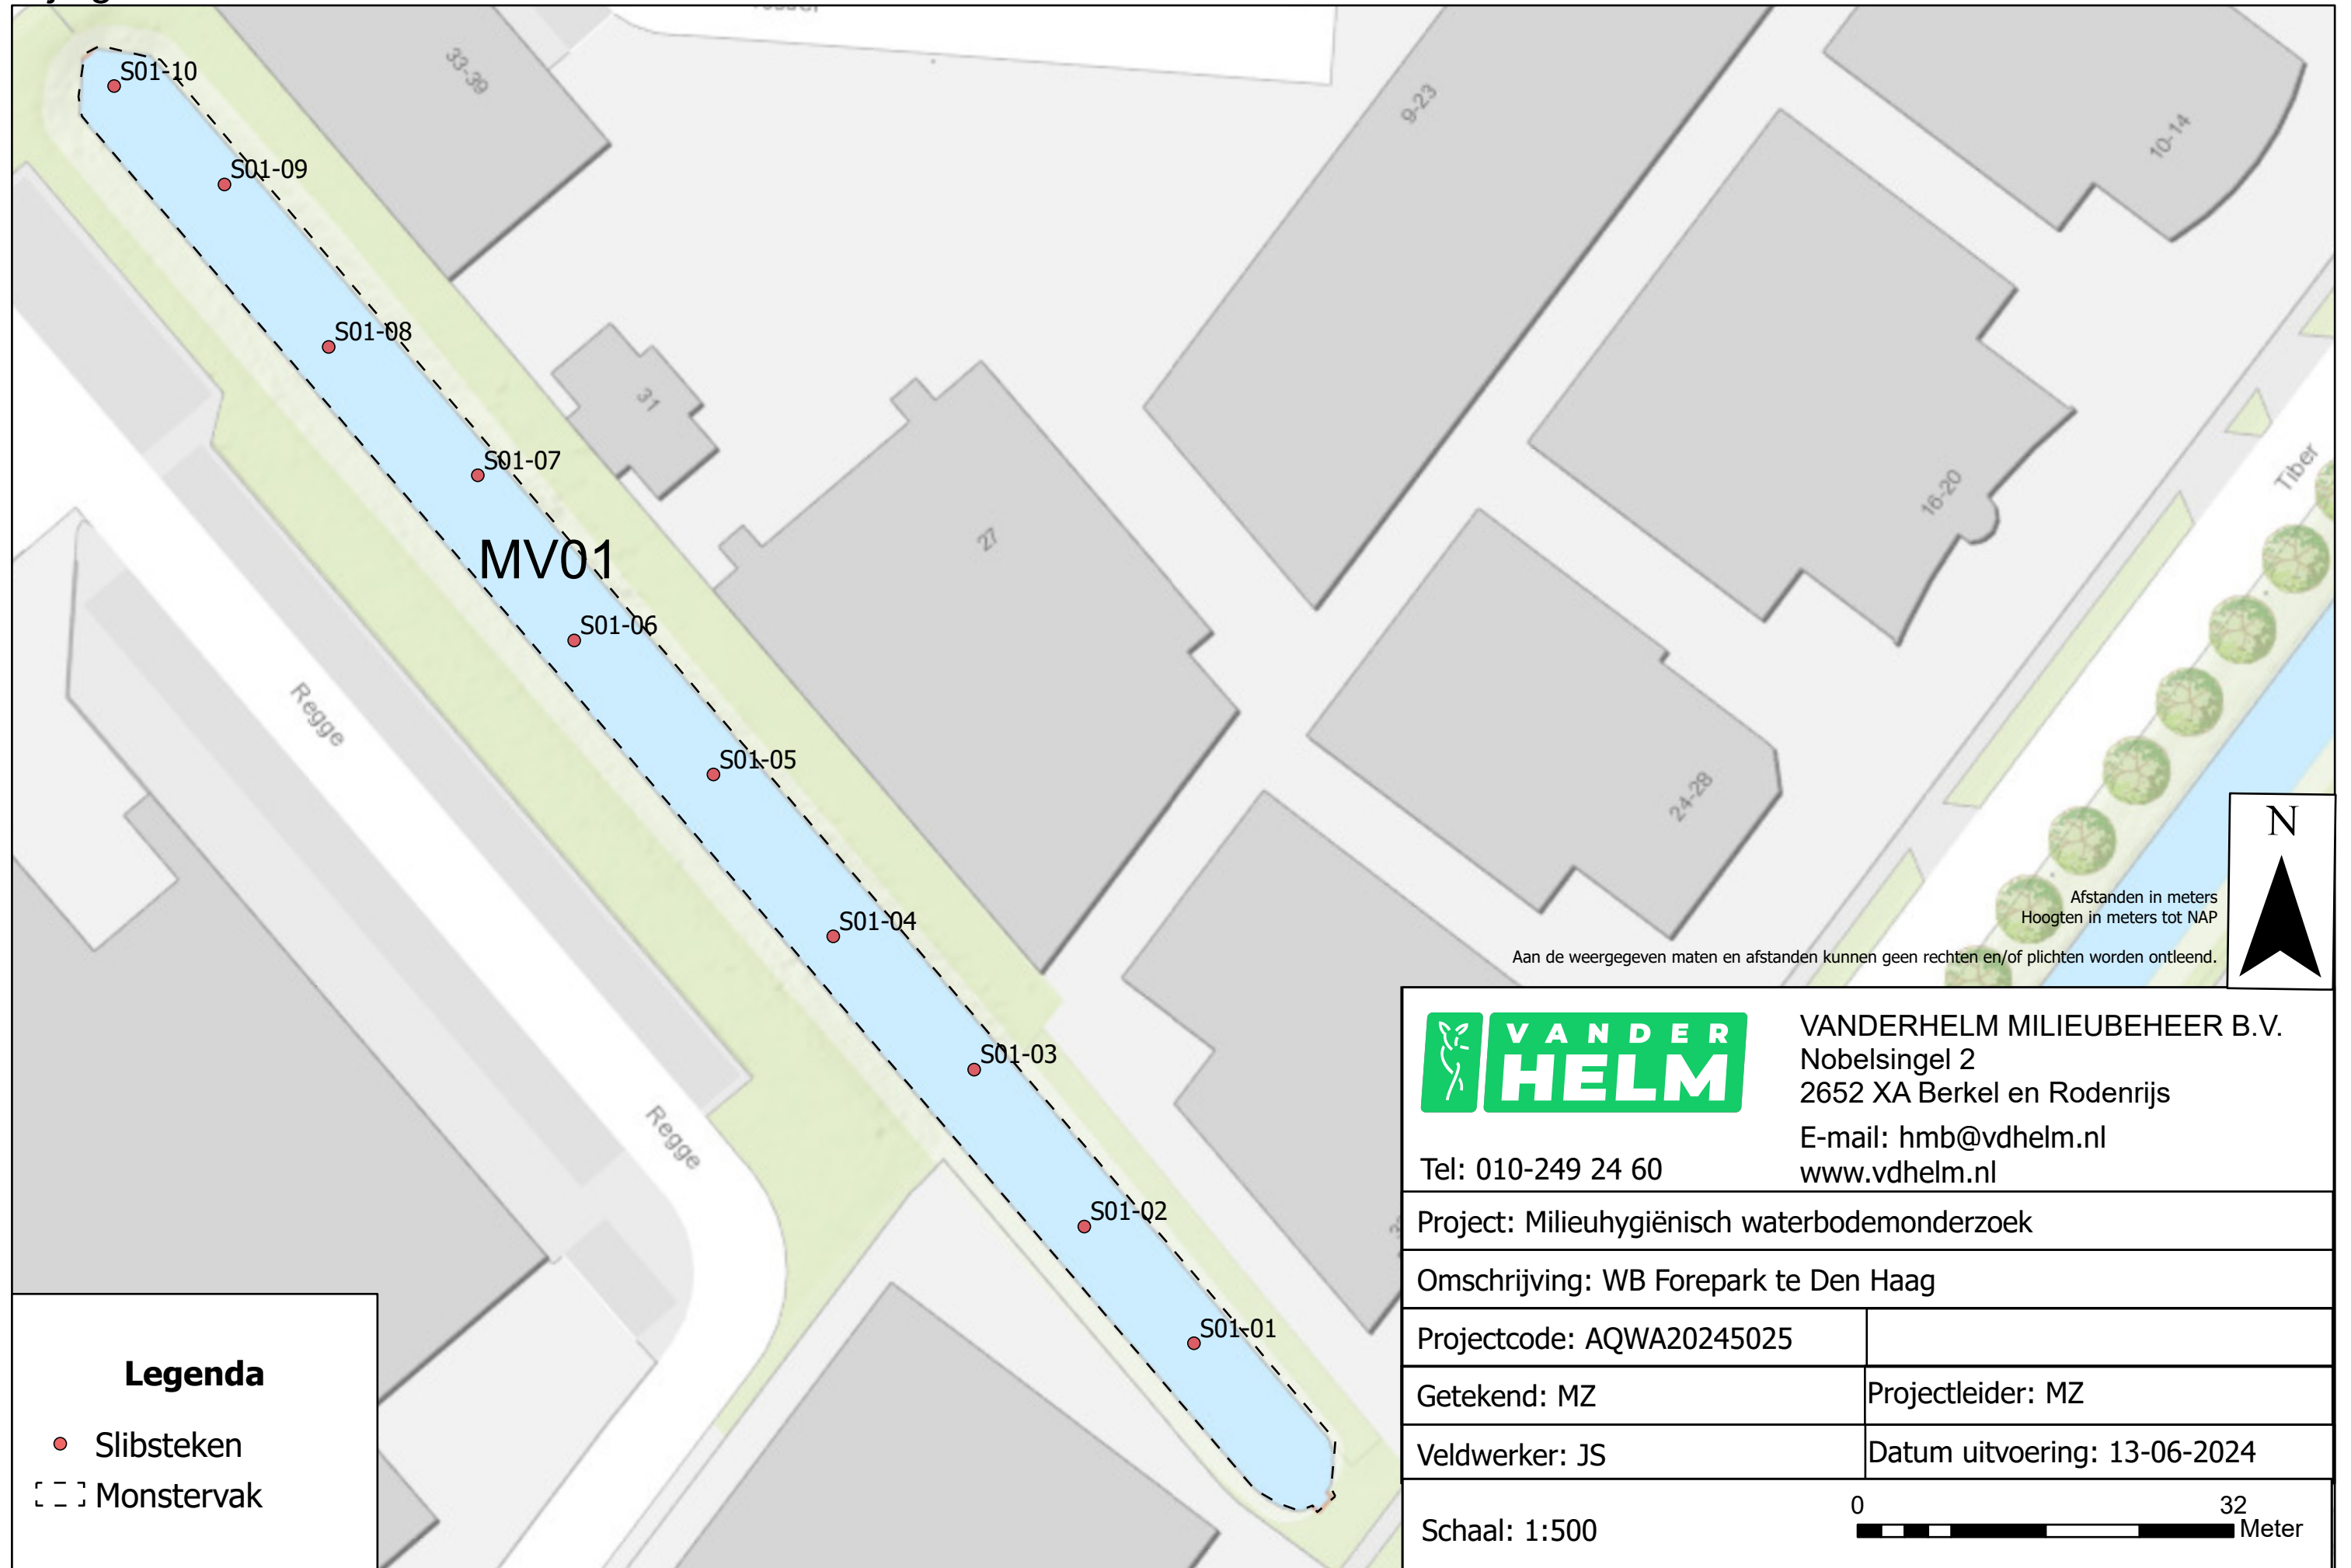 33-39
9-23
10-14
S01-10
S01-09
S01-08
31
S01-07
27
16-20
Tiber
MV01
S01-06
Regge
S01-05
24-28
S01-04
N
Afstanden in meters
Hoogten in meters tot NAP
Aan de weergegeven maten en afstanden kunnen geen rechten en/of plichten worden ontleend.
S01-03
Regge
S01-02
S01-01
VANDER
HELM
VANDERHELM MILIEUBEHEER B.V.
Nobelsingel 2
2652 XA Berkel en Rodenrijs
E-mail: hmb@vdhelm.nl
Tel: 010-249 24 60
www.vdhelm.nl
Project: Milieuhygiënisch waterbodemonderzoek
Omschrijving: WB Forepark te Den Haag
Projectcode: AQWA20245025
Getekend: MZ
Projectleider: MZ
Veldwerker: JS
Datum uitvoering: 13-06-2024
Schaal: 1:500
0 32
Meter
Legenda
Slibsteken
Monstervak